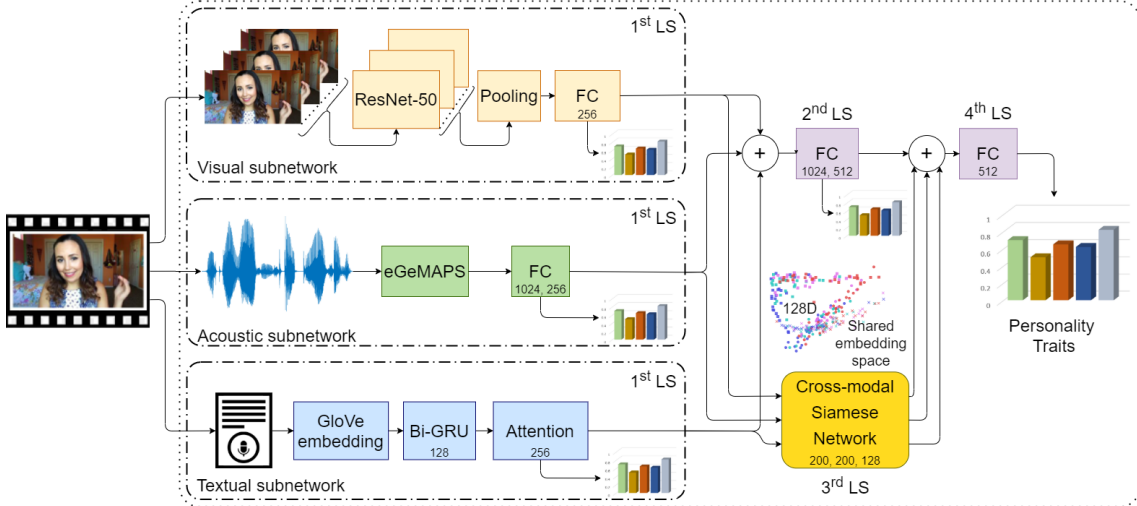 1st LS
ResNet-50
Pooling
FC
256
Visual subnetwork
1st LS
eGeMAPS
FC
1024, 256
Acoustic subnetwork
1st LS
GloVe
embedding
Bi-GRU
128
Attention
256
Textual subnetwork
+
2nd LS
FC
1024, 512
+
4th LS
FC
512
128D
Shared
embedding
space
Cross-modal
Siamese
Network
200, 200, 128
3rd LS
1
0.8
0.6
0.4
0.2
0
Personality
Traits